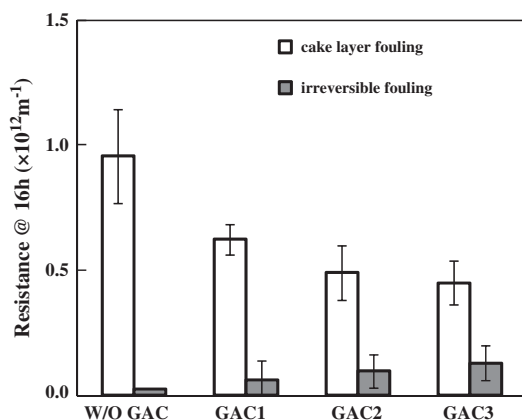 1.5
cake layer fouling
irreversible fouling
1.0
Resistance @ 16h (×10¹²m⁻¹)
0.5
0.0
W/O GAC GAC1 GAC2 GAC3